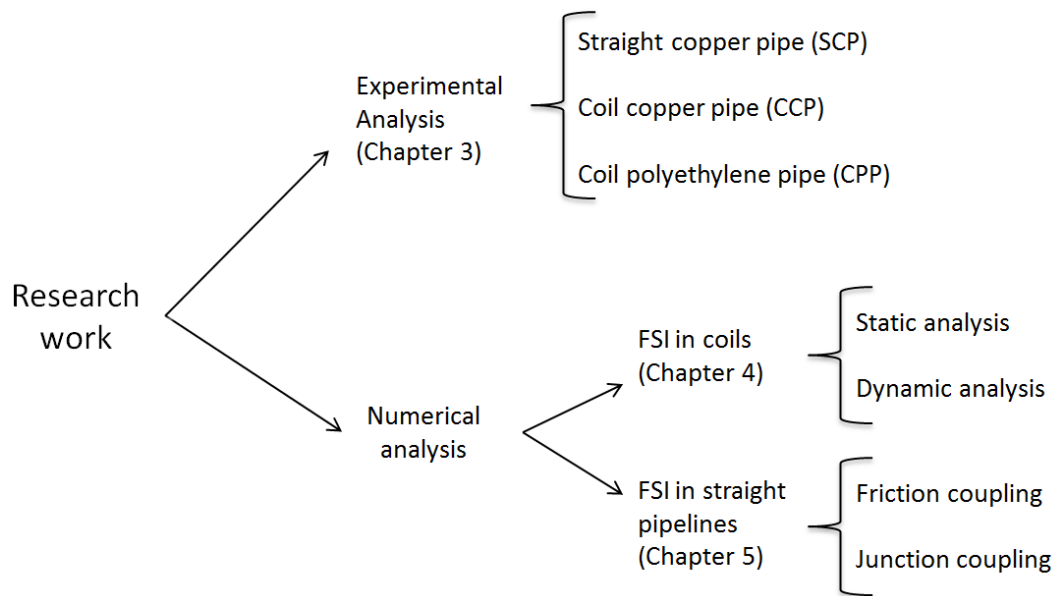 Research
work
Experimental
Analysis
(Chapter 3)
Straight copper pipe (SCP)
Coil copper pipe (CCP)
Coil polyethylene pipe (CPP)
Numerical
analysis
FSI in coils
(Chapter 4)
Static analysis
Dynamic analysis
FSI in straight
pipelines
(Chapter 5)
Friction coupling
Junction coupling